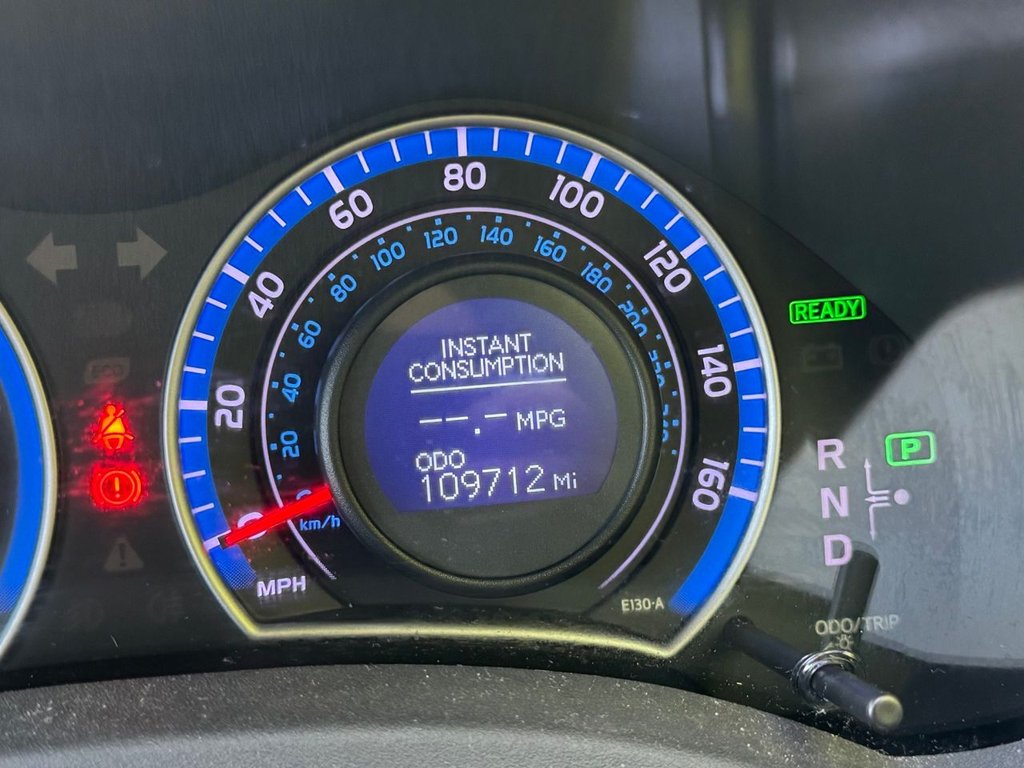 80
60
100
40
120
20
140
160
MPH
120
140
100
160
80
180
60
200
40
20
km/h
INSTANT
CONSUMPTION
--.- MPG
ODO
109712 Mi
E130-A
READY
P
R
N
D
ODO/TRIP